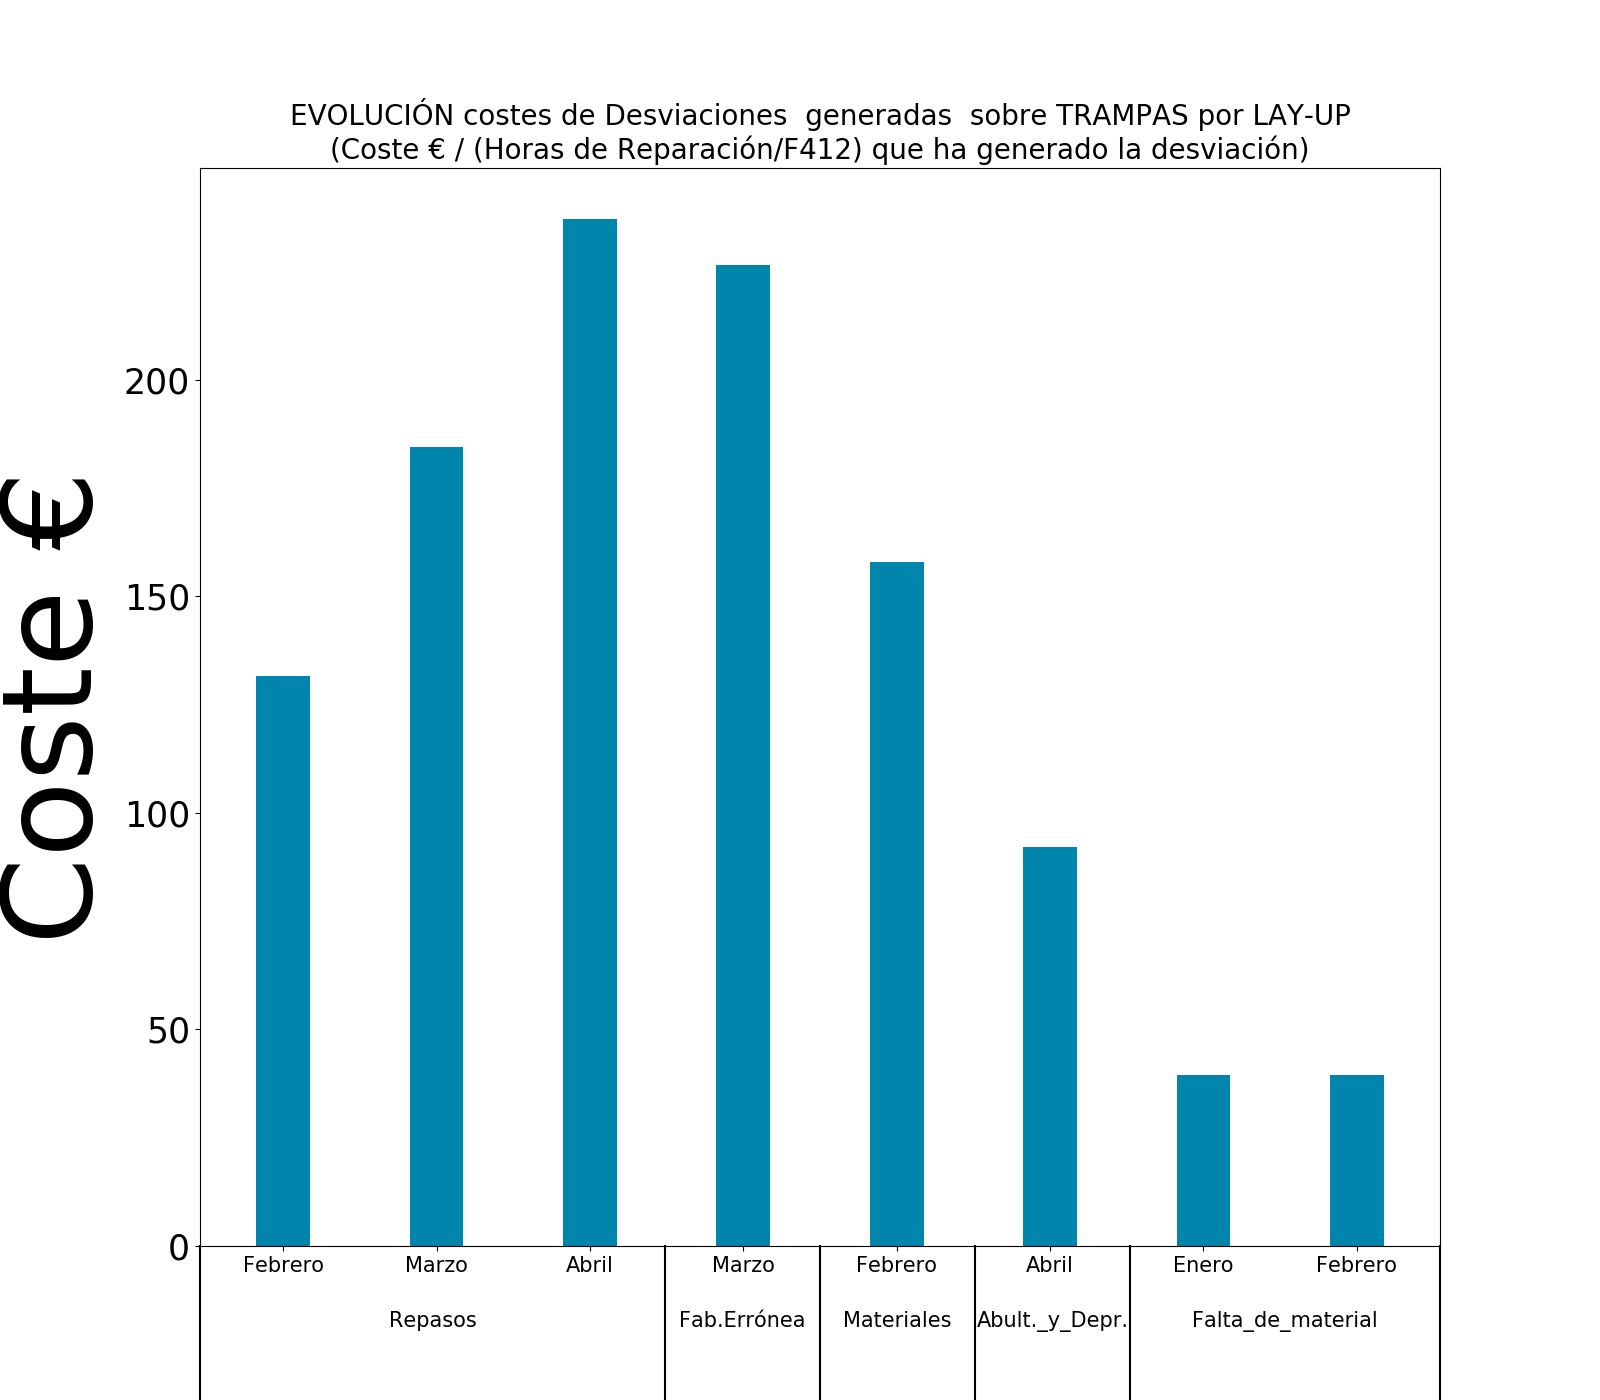 EVOLUCIÓN costes de Desviaciones  generadas  sobre TRAMPAS por LAY-UP
(Coste € / (Horas de Reparación/F412) que ha generado la desviación)
Coste €
200
150
100
50
0
Febrero Marzo Abril Marzo Febrero Abril Enero Febrero
Repasos Fab.Errónea Materiales Abult._y_Depr. Falta_de_material